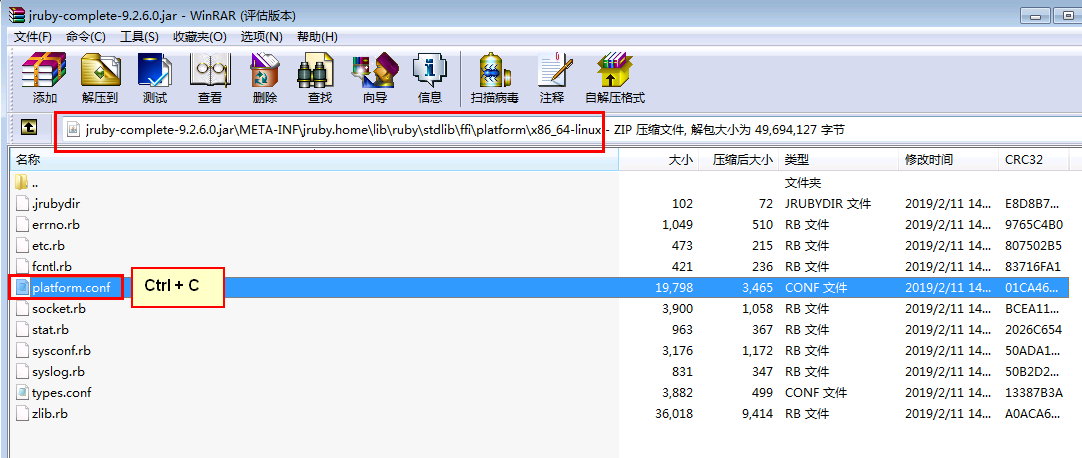 jruby-complete-9.2.6.0.jar - WinRAR (评估版本)
文件(F) 命令(C) 工具(S) 收藏夹(O) 选项(N) 帮助(H)
添加 解压到 测试 查看 删除 查找 向导 信息 扫描病毒 注释 自解压格式
jruby-complete-9.2.6.0.jar\META-INF\jruby.home\lib\ruby\stdlib\ffi\platform\x86_64-linux - ZIP 压缩文件, 解包大小为 49,694,127 字节
名称 大小 压缩后大小 类型 修改时间 CRC32
.. 文件夹
.jrubydir 102 72 JRUBYDIR 文件 2019/2/11 14... E8D8B7...
errno.rb 1,049 510 RB 文件 2019/2/11 14... 9765C4B0
etc.rb 473 215 RB 文件 2019/2/11 14... 807502B5
fcntl.rb 421 236 RB 文件 2019/2/11 14... 83716FA1
platform.conf Ctrl + C 19,798 3,465 CONF 文件 2019/2/11 14... 01CA46...
socket.rb 3,900 1,058 RB 文件 2019/2/11 14... BCEA11...
stat.rb 963 367 RB 文件 2019/2/11 14... 2026C654
sysconf.rb 3,176 1,172 RB 文件 2019/2/11 14... 50ADA1...
syslog.rb 831 347 RB 文件 2019/2/11 14... 50B2D2...
types.conf 3,882 499 CONF 文件 2019/2/11 14... 13387B3A
zlib.rb 36,018 9,414 RB 文件 2019/2/11 14... A0ACA6...